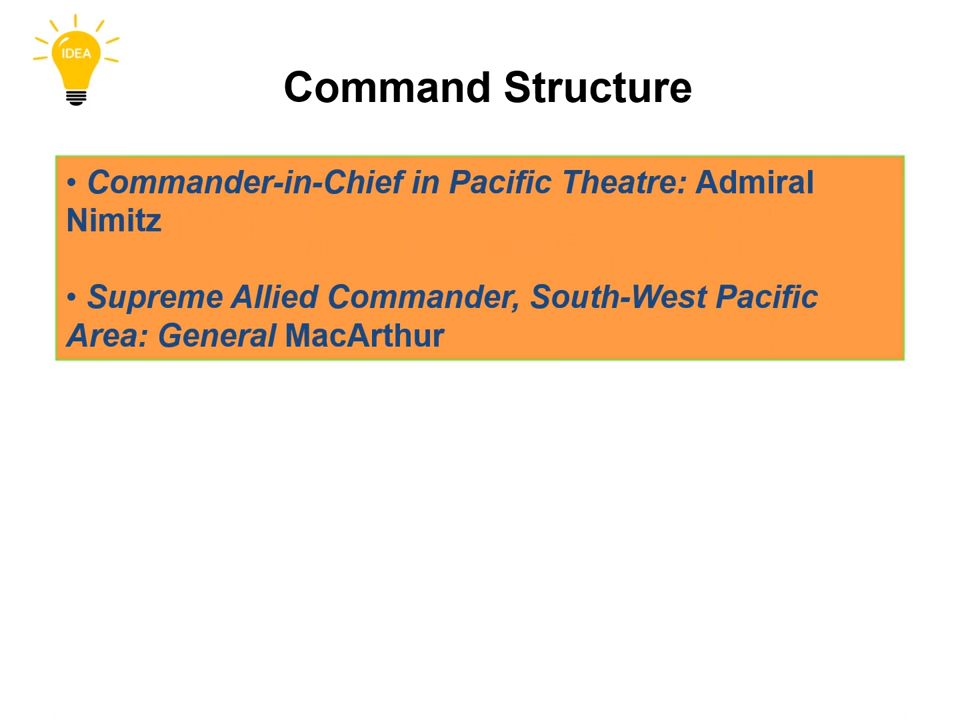 IDEA
Command Structure
• Commander-in-Chief in Pacific Theatre: Admiral
Nimitz
• Supreme Allied Commander, South-West Pacific
Area: General MacArthur